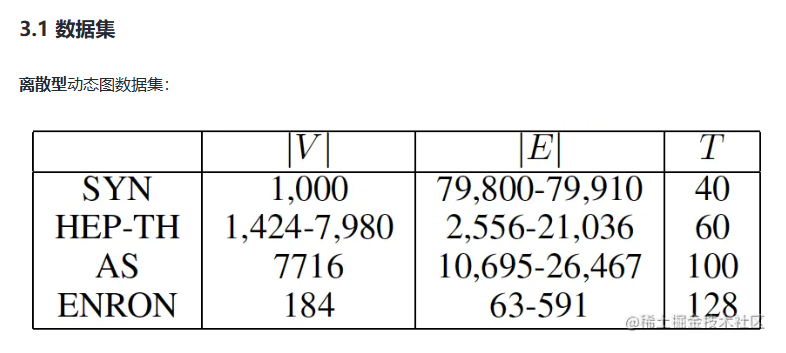 3.1 数据集
离散型动态图数据集：
|V| |E| T
SYN 1,000 79,800-79,910 40
HEP-TH 1,424-7,980 2,556-21,036 60
AS 7716 10,695-26,467 100
ENRON 184 63-591 128
@稀土掘金技术社区